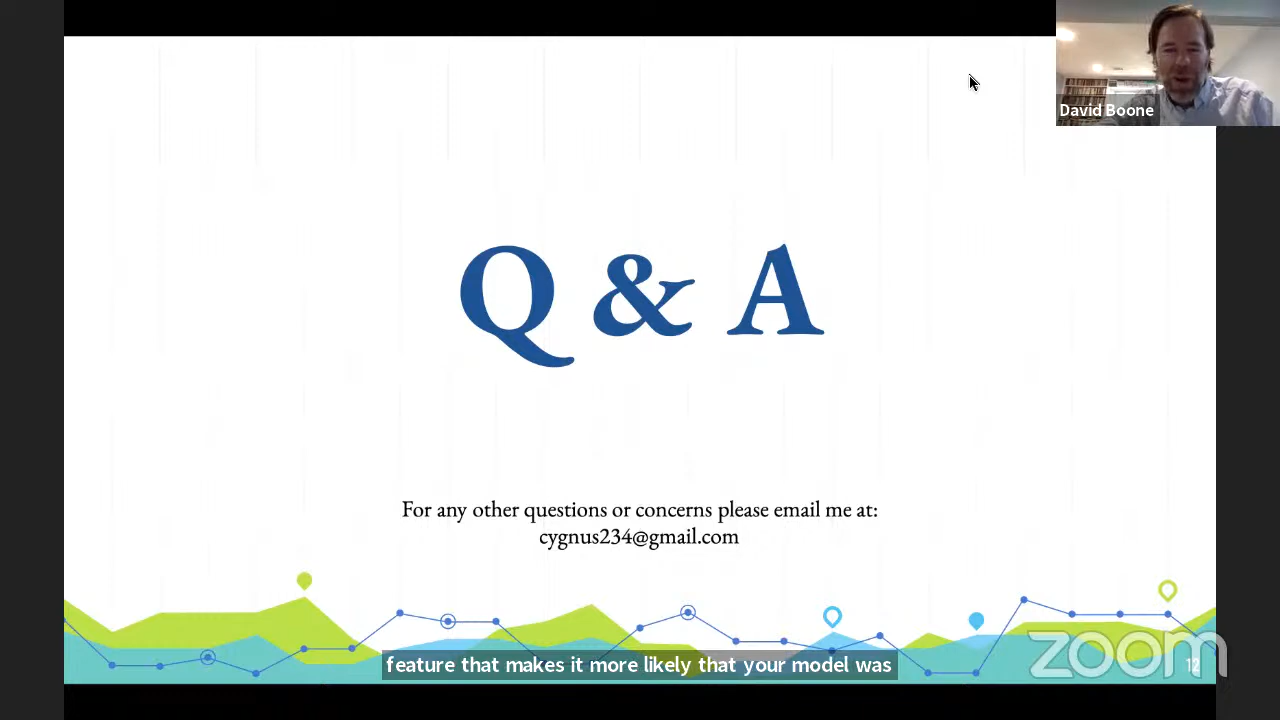 David Boone
Q & A
For any other questions or concerns please email me at:
cygnus234@gmail.com
feature that makes it more likely that your model was
zoom
12